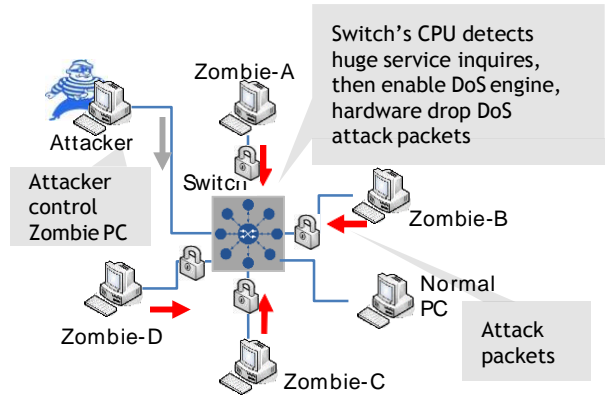 Switch's CPU detects
huge service inquires,
then enable DoS engine,
hardware drop DoS
attack packets
Zombie-A
Attacker
Attacker
control
Zombie PC
Switch
Zombie-B
Normal
PC
Zombie-D
Attack
packets
Zombie-C